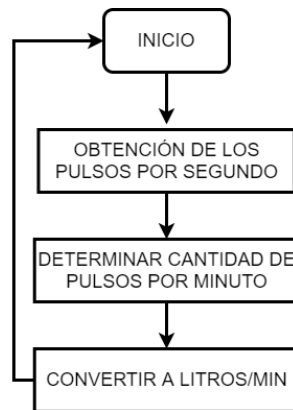 INICIO
OBTENCIÓN DE LOS
PULSOS POR SEGUNDO
DETERMINAR CANTIDAD DE
PULSOS POR MINUTO
CONVERTIR A LITROS/MIN